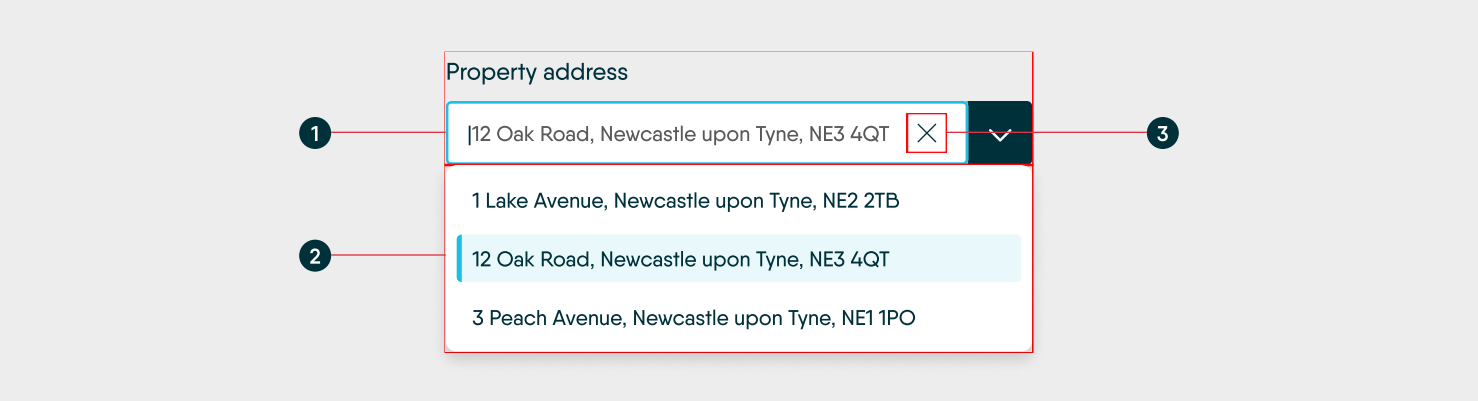 Property address
1
12 Oak Road, Newcastle upon Tyne, NE3 4QT
3
1 Lake Avenue, Newcastle upon Tyne, NE2 2TB
2
12 Oak Road, Newcastle upon Tyne, NE3 4QT
3 Peach Avenue, Newcastle upon Tyne, NE1 1PO